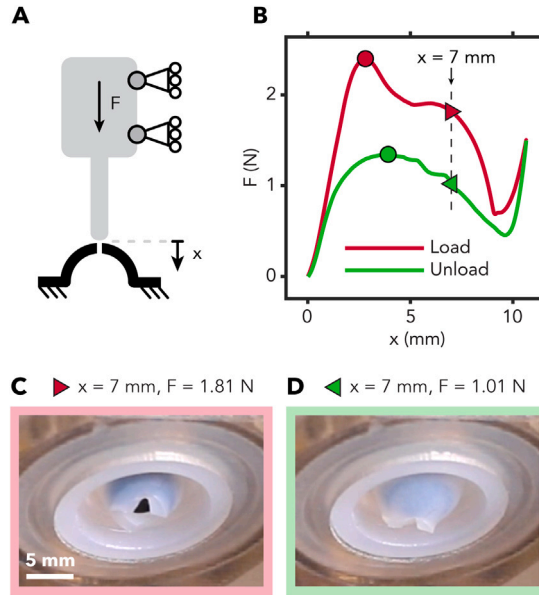 A
F
x
B
x = 7 mm
2
1
0
F (N)
Load
Unload
0
5
10
x (mm)
C
x = 7 mm, F = 1.81 N
5 mm
D
x = 7 mm, F = 1.01 N